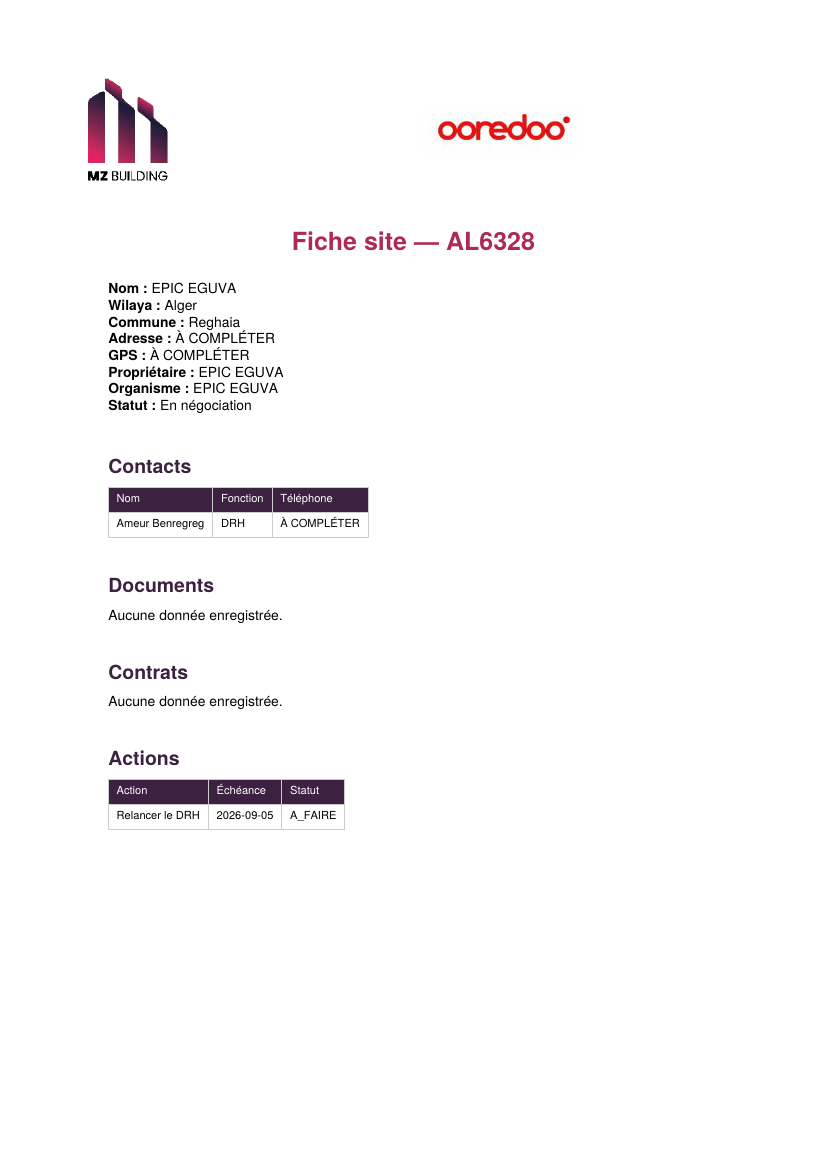 MZ BUILDING
ooredoo
Fiche site — AL6328
Nom : EPIC EGUVA
Wilaya : Alger
Commune : Reghaia
Adresse : À COMPLÉTER
GPS : À COMPLÉTER
Propriétaire : EPIC EGUVA
Organisme : EPIC EGUVA
Statut : En négociation
Contacts
Nom Fonction Téléphone
Ameur Benregreg DRH À COMPLÉTER
Documents
Aucune donnée enregistrée.
Contrats
Aucune donnée enregistrée.
Actions
Action Échéance Statut
Relancer le DRH 2026-09-05 A_FAIRE